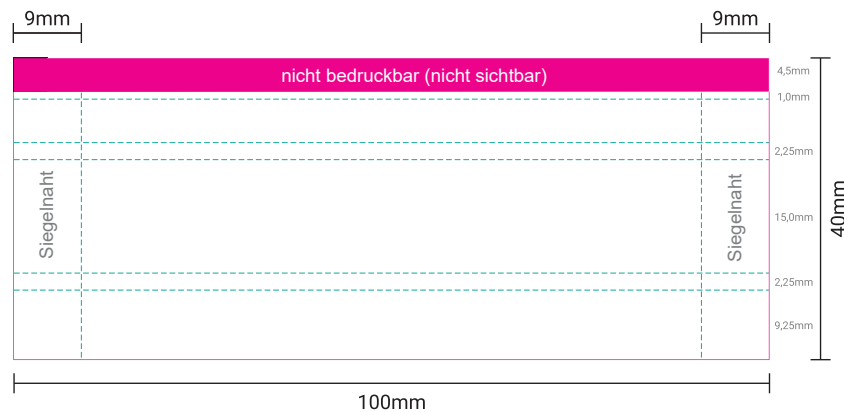 9mm
9mm
nicht bedruckbar (nicht sichtbar)
4,5mm
1,0mm
2,25mm
Siegelnaht
Siegelnaht
15,0mm
40mm
2,25mm
9,25mm
100mm